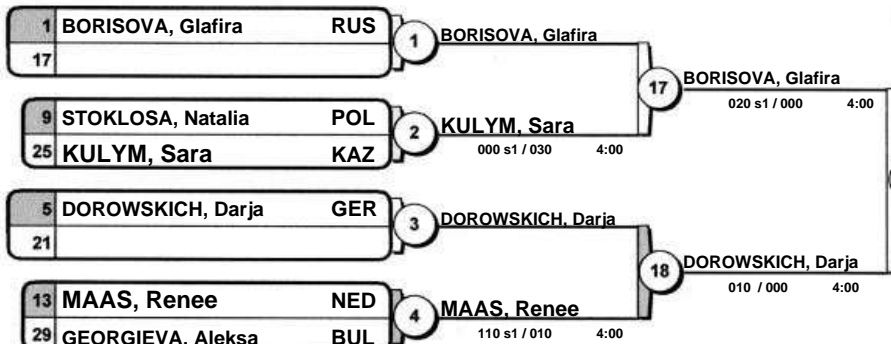 1 BORISOVA, Glafira RUS
17
1
BORISOVA, Glafira
9 STOKLOSA, Natalia POL
25 KULYM, Sara KAZ
2
KULYM, Sara
000 s1 / 030 4:00
17
BORISOVA, Glafira
020 s1 / 000 4:00
5 DOROWSKICH, Darja GER
21
3
DOROWSKICH, Darja
13 MAAS, Renee NED
29 GEORGIEVA, Aleksa BUL
4
MAAS, Renee
110 s1 / 010 4:00
18
DOROWSKICH, Darja
010 / 000 4:00